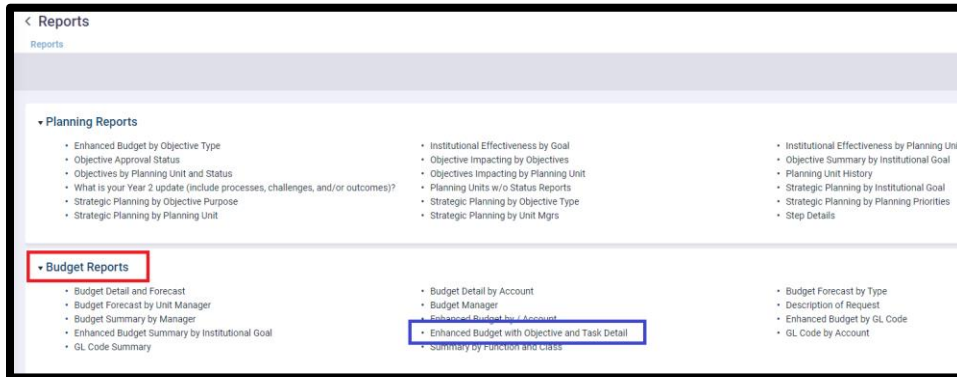 < Reports
Reports
▾ Planning Reports
• Enhanced Budget by Objective Type
• Objective Approval Status
• Objectives by Planning Unit and Status
• What is your Year 2 update (include processes, challenges, and/or outcomes)?
• Strategic Planning by Objective Purpose
• Strategic Planning by Planning Unit
• Institutional Effectiveness by Goal
• Objective Impacting by Objectives
• Objectives Impacting by Planning Unit
• Planning Units w/o Status Reports
• Strategic Planning by Objective Type
• Strategic Planning by Unit Mgrs
• Institutional Effectiveness by Planning Uni
• Objective Summary by Institutional Goal
• Planning Unit History
• Strategic Planning by Institutional Goal
• Strategic Planning by Planning Priorities
• Step Details
▾ Budget Reports
• Budget Detail and Forecast
• Budget Forecast by Unit Manager
• Budget Summary by Manager
• Enhanced Budget Summary by Institutional Goal
• GL Code Summary
• Budget Detail by Account
• Budget Manager
• Enhanced Budget by / Account
• Enhanced Budget with Objective and Task Detail
• Summary by Function and Class
• Budget Forecast by Type
• Description of Request
• Enhanced Budget by GL Code
• GL Code by Account